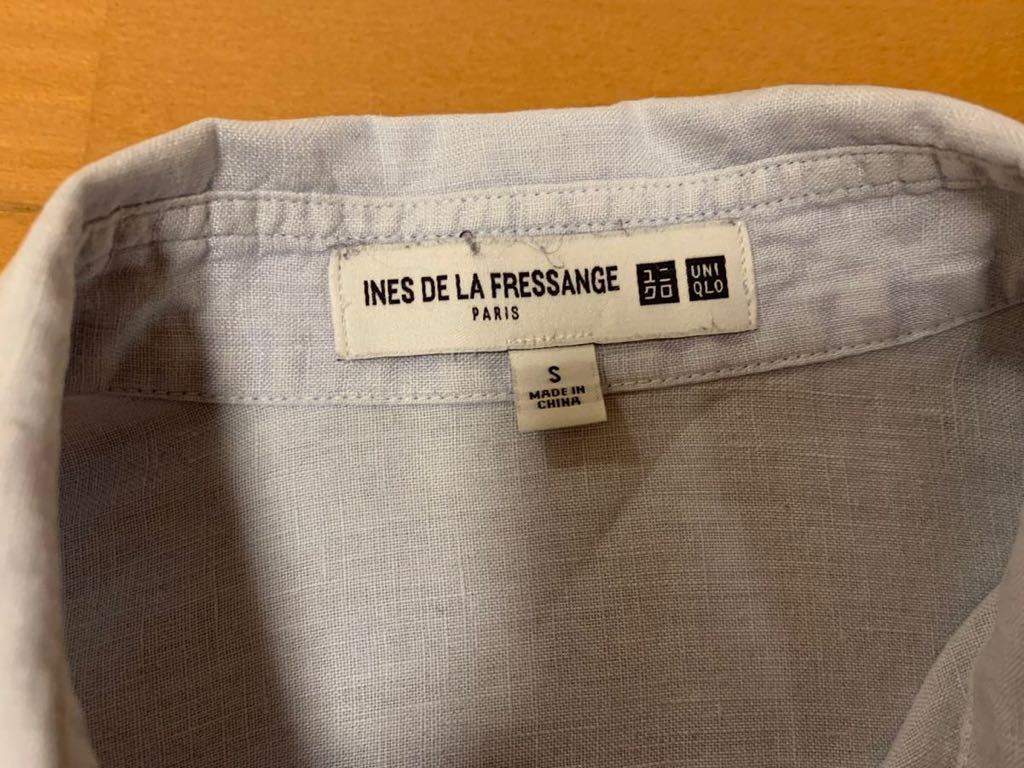 INES DE LA FRESSANGE
PARIS
ユニ
クロ
UNI
QLO
S
MADE IN
CHINA